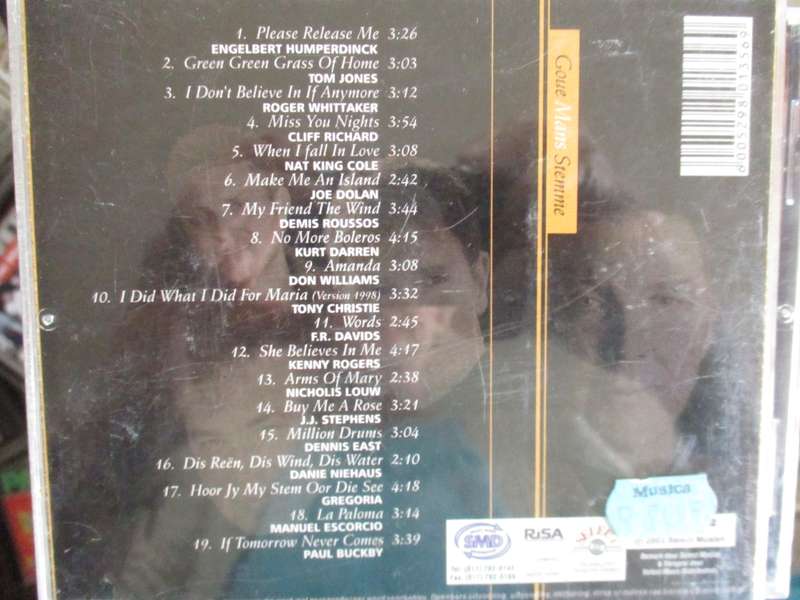 1. Please Release Me 3:26
ENGELBERT HUMPERDINCK
2. Green Green Grass Of Home 3:03
TOM JONES
3. I Don't Believe in If Anymore 3:12
ROGER WHITTAKER
4. Miss You Nights 3:54
CLIFF RICHARD
5. When I fall In Love 3:08
NAT KING COLE
6. Make Me An Island 2:42
JOE DOLAN
7. My Friend The Wind 3:44
DEMIS ROUSSOS
8. No More Boleros 4:15
KURT DARREN
9. Amanda 3:08
DON WILLIAMS
10. I Did What I Did For Maria (Version 1998) 3:32
TONY CHRISTIE
11. Words 2:45
F.R. DAVIDS
12. She Believes In Me 4:17
KENNY ROGERS
13. Arms Of Mary 2:38
NICHOLIS LOUW
14. Buy Me A Rose 3:21
J.J. STEPHENS
15. Million Drums 3:04
DENNIS EAST
16. Dis Reën, Dis Wind, Dis Water 2:10
DANIE NIEHAUS
17. Hoor Jy My Stem Oor Die See 4:18
GREGORIA
18. La Paloma 3:14
MANUEL ESCORCIO
19. If Tomorrow Never Comes 3:39
PAUL BUCKBY
Goue Mans Stemme
6005298013569
Musica
SMD
RiSA